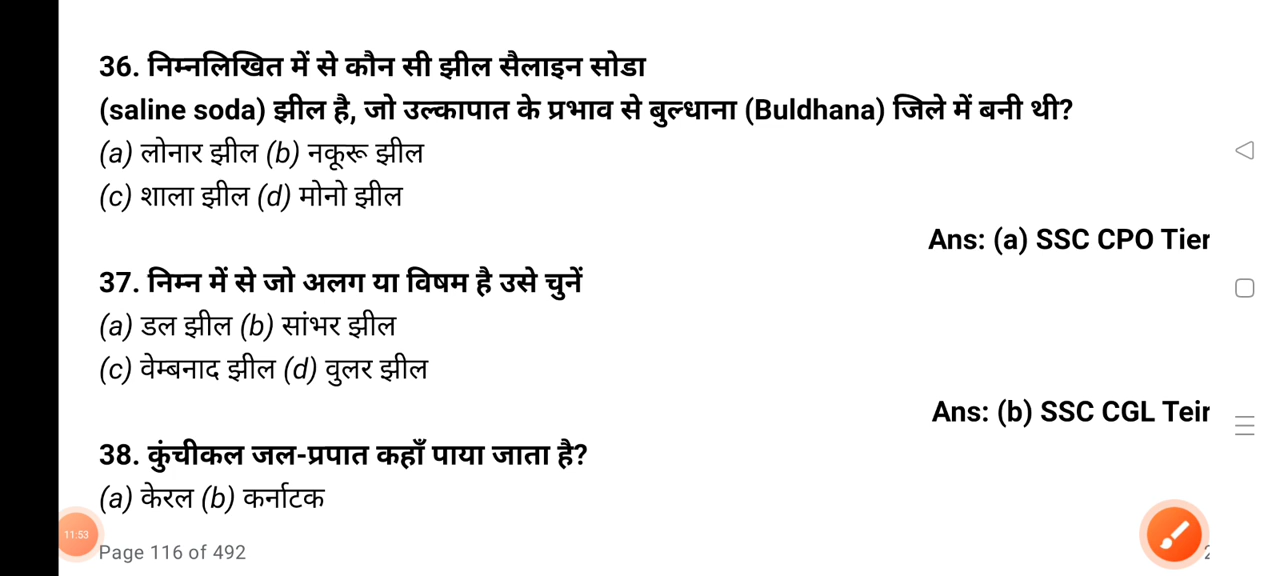 36. निम्नलिखित में से कौन सी झील सैलाइन सोडा
(saline soda) झील है, जो उल्कापात के प्रभाव से बुल्धाना (Buldhana) जिले में बनी थी?
(a) लोनार झील (b) नकूरू झील
(c) शाला झील (d) मोनो झील
Ans: (a) SSC CPO Tier
37. निम्न में से जो अलग या विषम है उसे चुनें
(a) डल झील (b) सांभर झील
(c) वेम्बनाद झील (d) वुलर झील
Ans: (b) SSC CGL Teir
38. कुंचीकल जल-प्रपात कहाँ पाया जाता है?
(a) केरल (b) कर्नाटक
11:53
Page 116 of 492